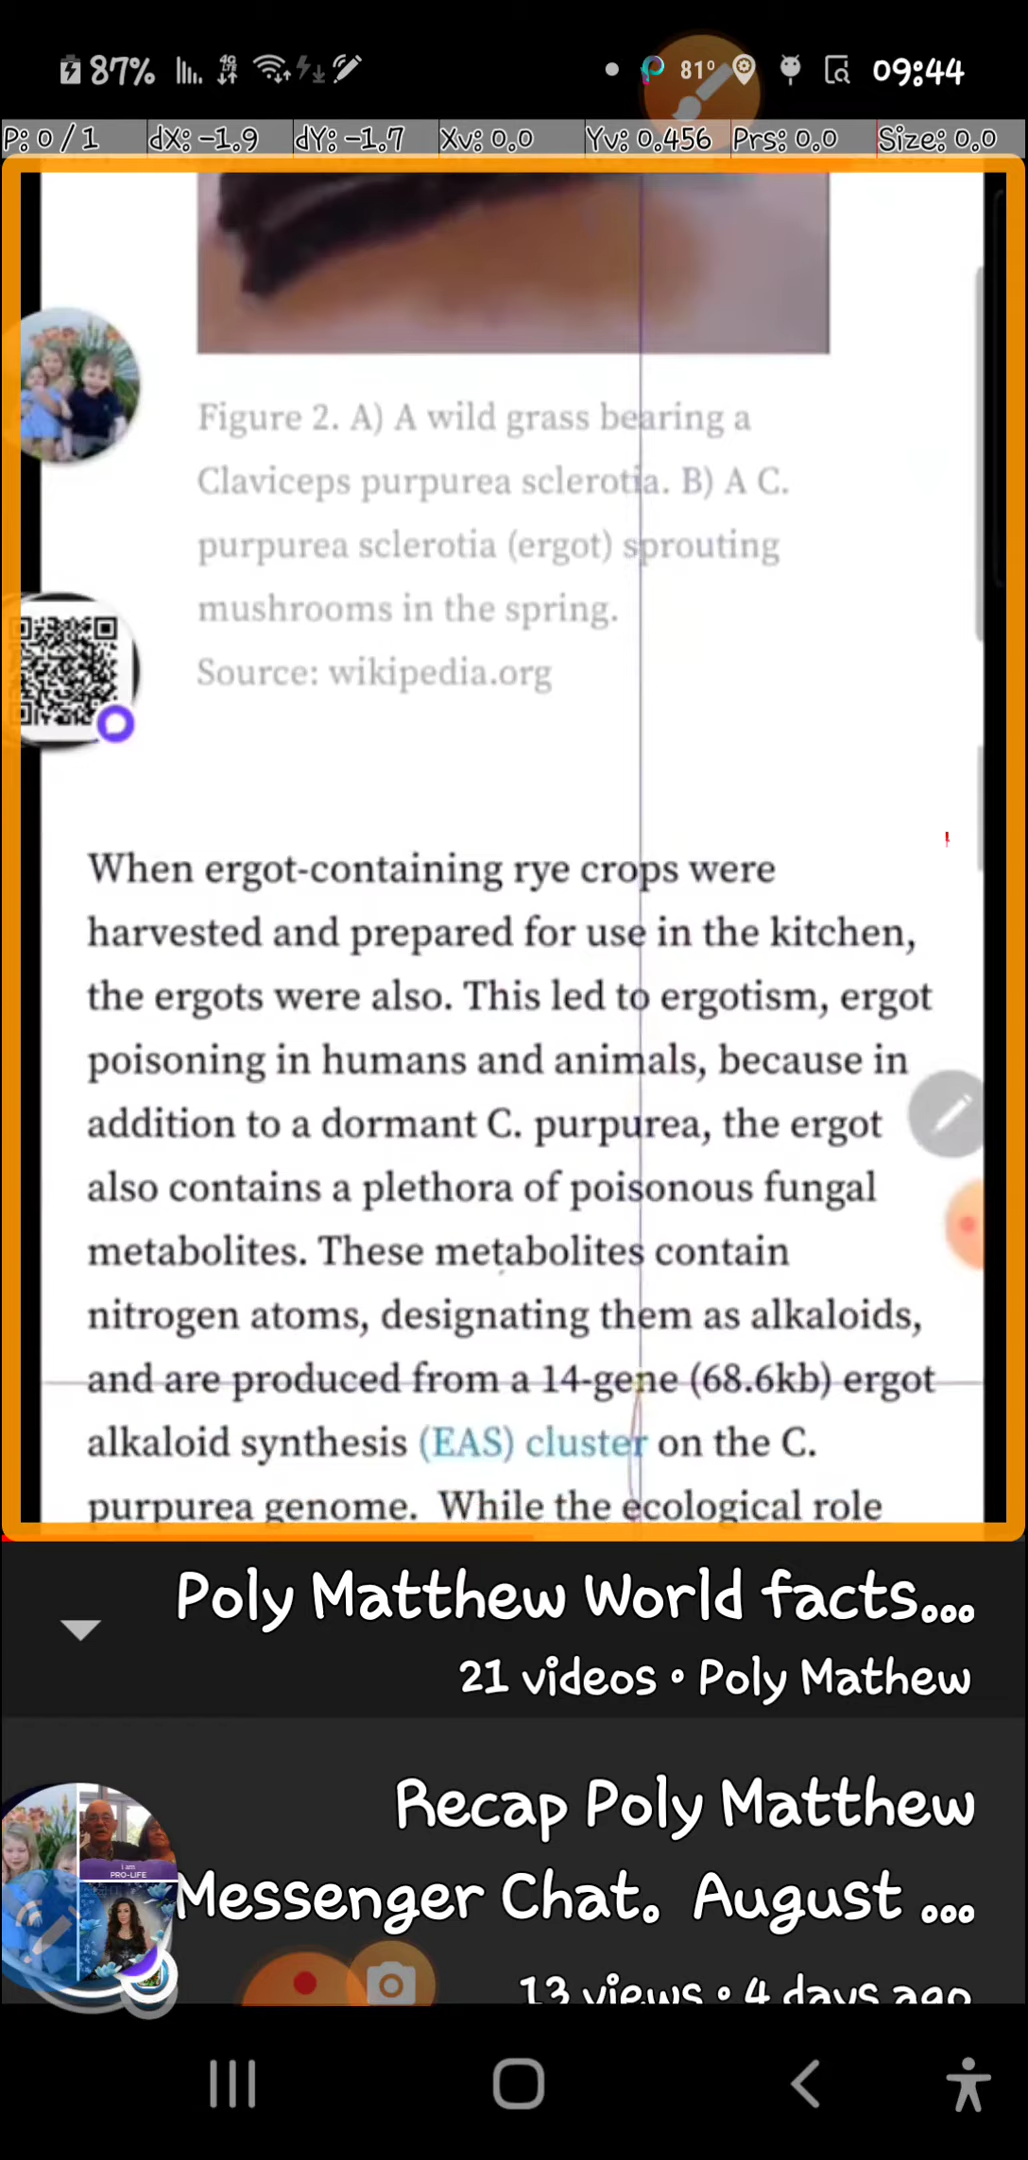 87% 4G 81° 09:44
P: 0 / 1 dX: -1.9 dY: -1.7 Xv: 0.0 Yv: 0.456 Prs: 0.0 Size: 0.0
Figure 2. A) A wild grass bearing a
Claviceps purpurea sclerotia. B) A C.
purpurea sclerotia (ergot) sprouting
mushrooms in the spring.
Source: wikipedia.org
When ergot-containing rye crops were
harvested and prepared for use in the kitchen,
the ergots were also. This led to ergotism, ergot
poisoning in humans and animals, because in
addition to a dormant C. purpurea, the ergot
also contains a plethora of poisonous fungal
metabolites. These metabolites contain
nitrogen atoms, designating them as alkaloids,
and are produced from a 14-gene (68.6kb) ergot
alkaloid synthesis (EAS) cluster on the C.
purpurea genome. While the ecological role
Poly Matthew World facts...
21 videos • Poly Mathew
Recap Poly Matthew
Messenger Chat. August ...
13 views • 4 days ago
i am
PRO-LIFE